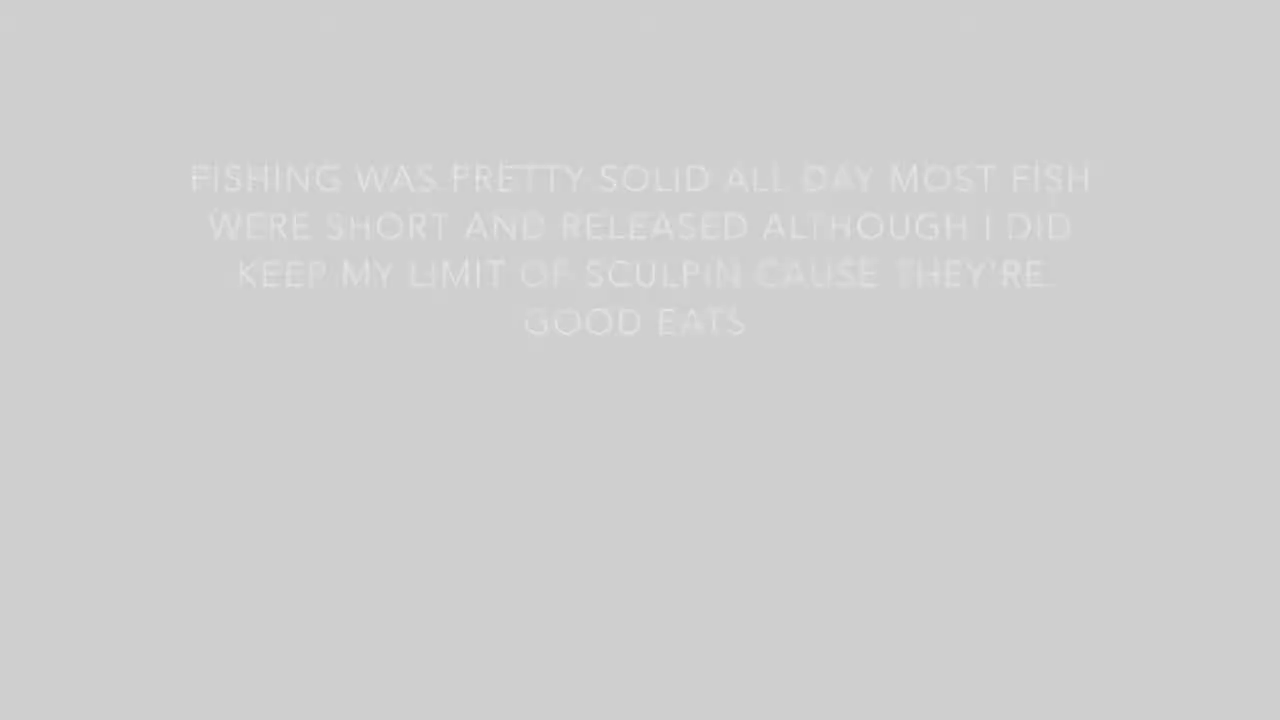 FISHING WAS PRETTY SOLID ALL DAY MOST FISH
WERE SHORT AND RELEASED ALTHOUGH I DID
KEEP MY LIMIT OF SCULPIN CAUSE THEY'RE
GOOD EATS